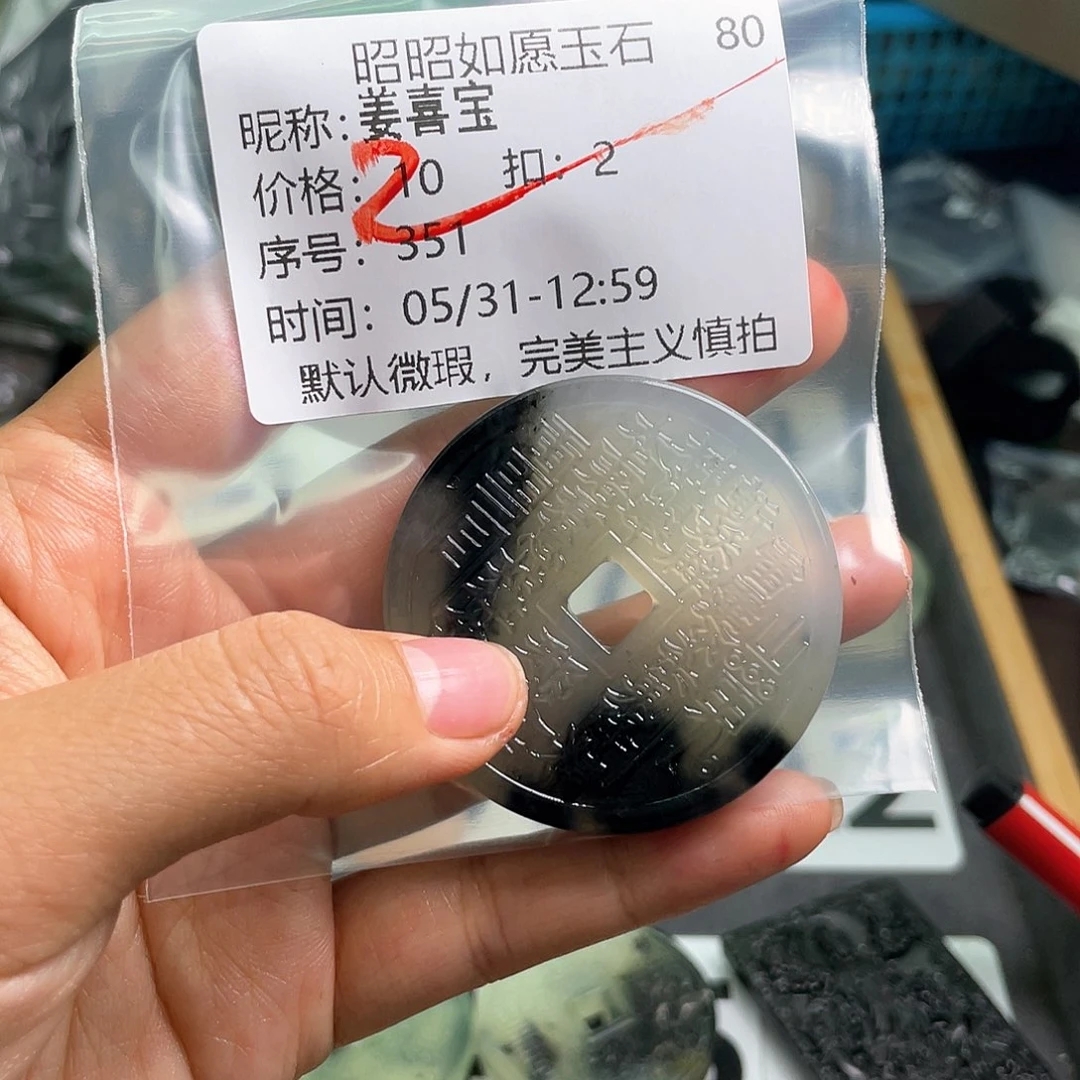 昭昭如愿玉石 80
昵称：姜喜宝
价格：10 扣：2
序号：351
时间：05/31-12:59
默认微瑕，完美主义慎拍
2